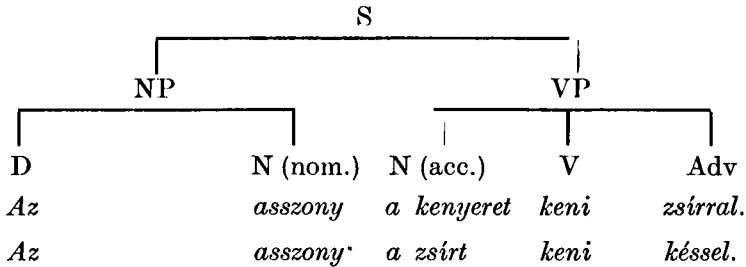 S
NP VP
D N (nom.) N (acc.) V Adv
Az asszony a kenyeret keni zsírral.
Az asszony a zsírt keni késsel.